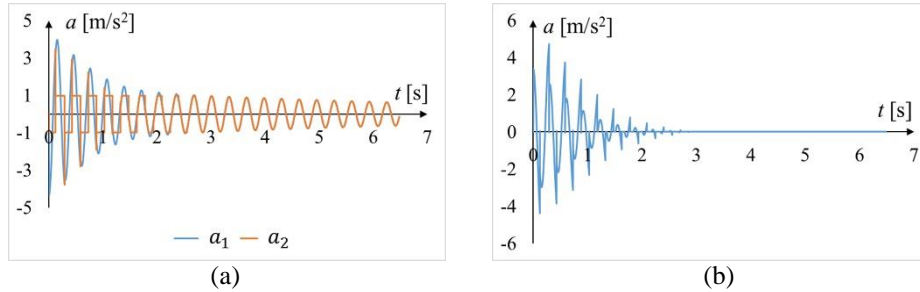 5
a [m/s²]
3
1
t [s]
-1 0 1 2 3 4 5 6 7
-3
-5
a₁ a₂
(a)
6
a [m/s²]
4
2
t [s]
0
0 1 2 3 4 5 6 7
-2
-4
-6
(b)